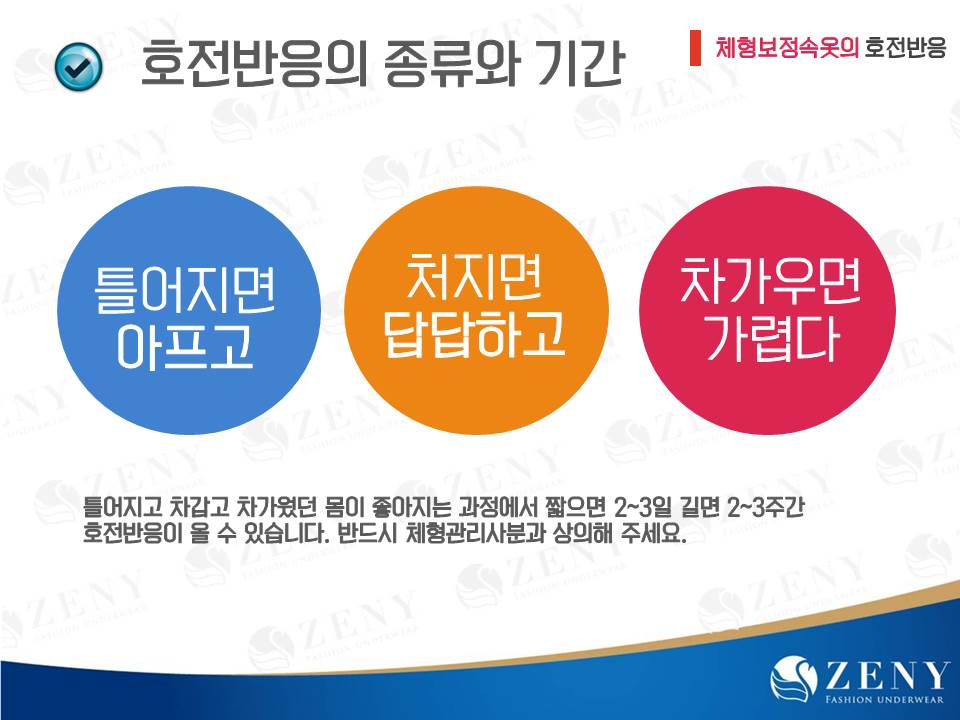 호전반응의 종류와 기간
체형보정속옷의 호전반응
틀어지면
아프고
처지면
답답하고
차가우면
가렵다
틀어지고 차갑고 차가웠던 몸이 좋아지는 과정에서 짧으면 2~3일 길면 2~3주간
호전반응이 올 수 있습니다. 반드시 체형관리사분과 상의해 주세요.
ZENY
FASHION UNDERWEAR